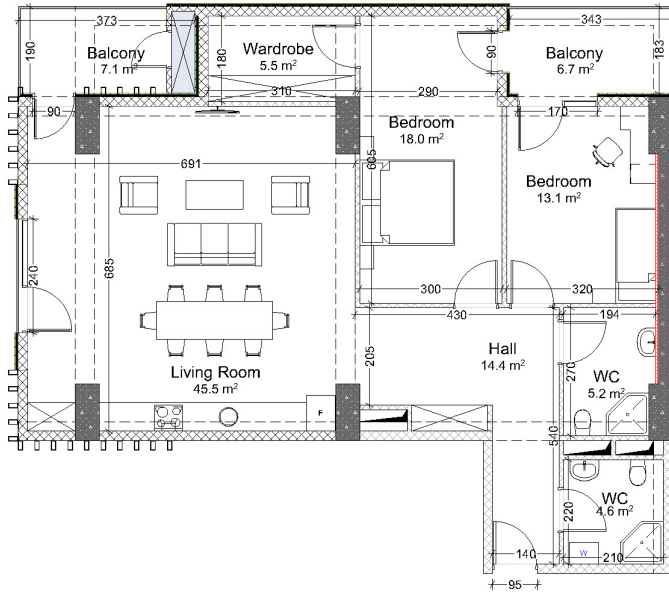 373
343
190
Balcony
7.1 m²
180
Wardrobe
5.5 m²
90
Balcony
6.7 m²
183
310
290
90
170
Bedroom
18.0 m²
605
691
Bedroom
13.1 m²
240
685
300
320
430
194
205
Hall
14.4 m²
270
WC
5.2 m²
Living Room
45.5 m²
F
540
WC
4.6 m²
220
W
140
210
95